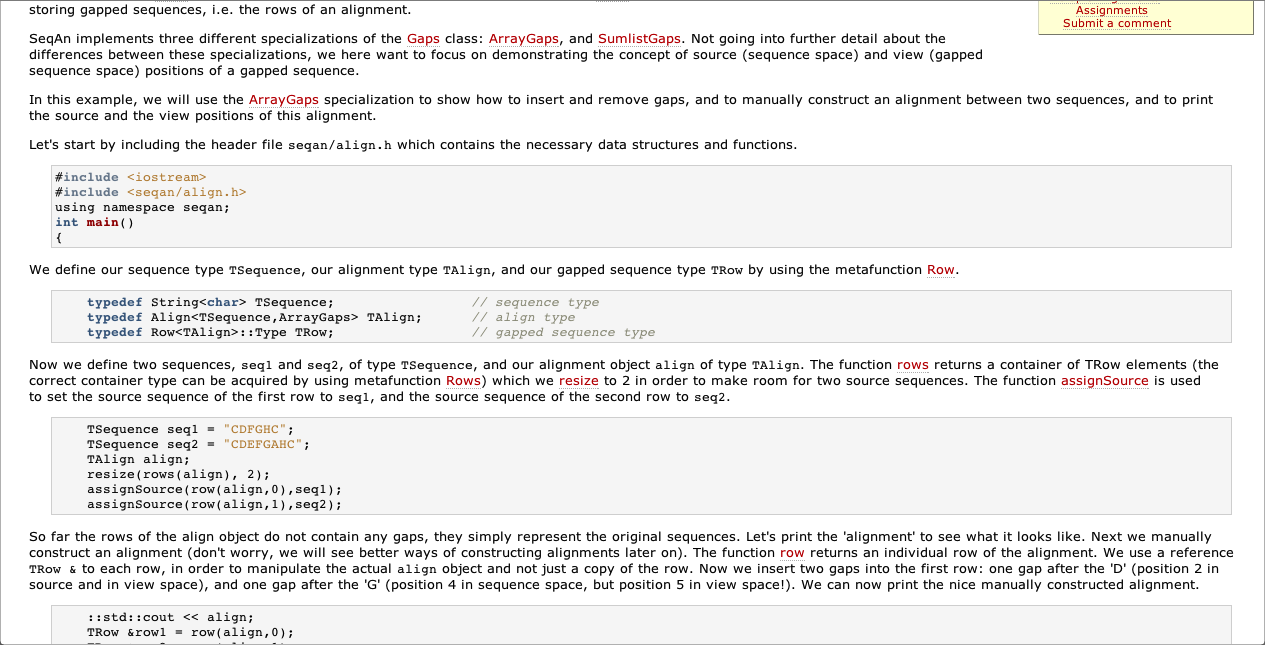 storing gapped sequences, i.e. the rows of an alignment.
Assignments
Submit a comment
SeqAn implements three different specializations of the Gaps class: ArrayGaps, and SumlistGaps. Not going into further detail about the
differences between these specializations, we here want to focus on demonstrating the concept of source (sequence space) and view (gapped
sequence space) positions of a gapped sequence.
In this example, we will use the ArrayGaps specialization to show how to insert and remove gaps, and to manually construct an alignment between two sequences, and to print
the source and the view positions of this alignment.
Let's start by including the header file seqan/align.h which contains the necessary data structures and functions.
#include <iostream>
#include <seqan/align.h>
using namespace seqan;
int main()
{
We define our sequence type TSequence, our alignment type TAlign, and our gapped sequence type TRow by using the metafunction Row.
typedef String<char> TSequence; // sequence type
typedef Align<TSequence,ArrayGaps> TAlign; // align type
typedef Row<TAlign>::Type TRow; // gapped sequence type
Now we define two sequences, seq1 and seq2, of type TSequence, and our alignment object align of type TAlign. The function rows returns a container of TRow elements (the
correct container type can be acquired by using metafunction Rows) which we resize to 2 in order to make room for two source sequences. The function assignSource is used
to set the source sequence of the first row to seq1, and the source sequence of the second row to seq2.
TSequence seq1 = "CDFGHC";
TSequence seq2 = "CDEFGAHC";
TAlign align;
resize(rows(align), 2);
assignSource(row(align,0),seq1);
assignSource(row(align,1),seq2);
So far the rows of the align object do not contain any gaps, they simply represent the original sequences. Let's print the 'alignment' to see what it looks like. Next we manually
construct an alignment (don't worry, we will see better ways of constructing alignments later on). The function row returns an individual row of the alignment. We use a reference
TRow & to each row, in order to manipulate the actual align object and not just a copy of the row. Now we insert two gaps into the first row: one gap after the 'D' (position 2 in
source and in view space), and one gap after the 'G' (position 4 in sequence space, but position 5 in view space!). We can now print the nice manually constructed alignment.
::std::cout << align;
TRow &row1 = row(align,0);